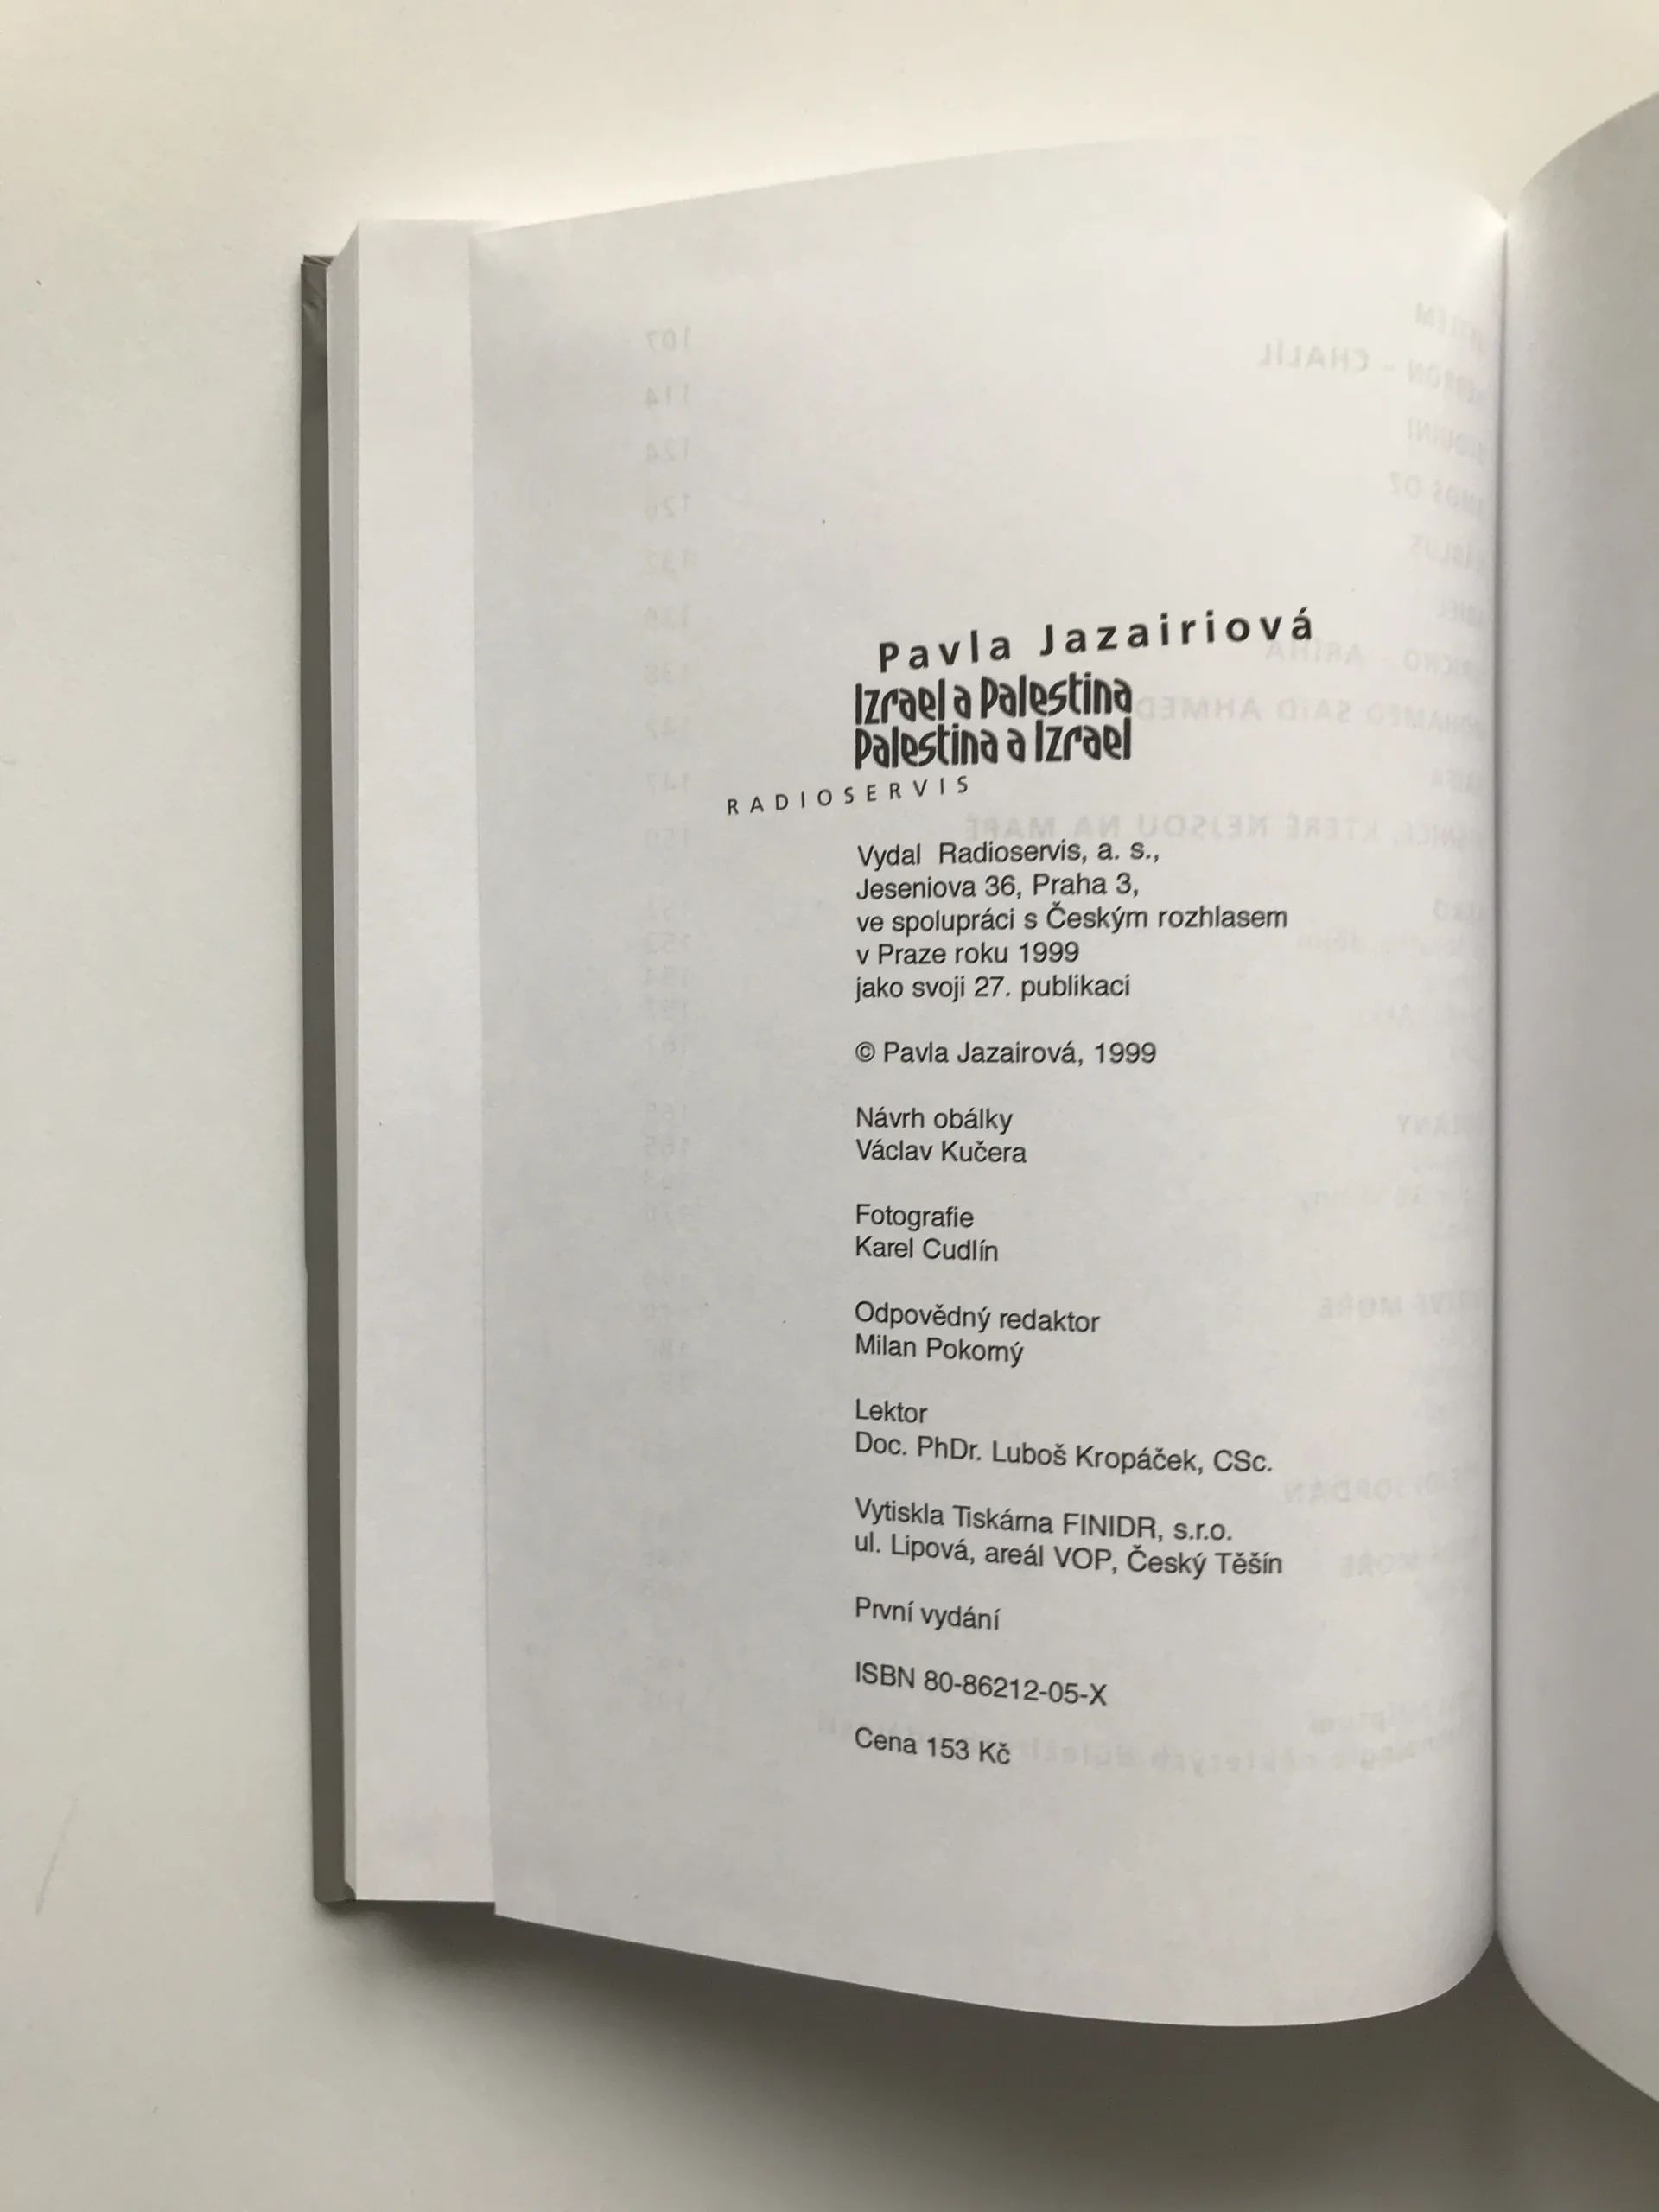 Pavla Jazairiová
Izrael a Palestina
Palestina a Izrael
RADIOSERVIS
Vydal Radioservis, a. s.,
Jeseniova 36, Praha 3,
ve spolupráci s Českým rozhlasem
v Praze roku 1999
jako svoji 27. publikaci
© Pavla Jazairová, 1999
Návrh obálky
Václav Kučera
Fotografie
Karel Cudlín
Odpovědný redaktor
Milan Pokorný
Lektor
Doc. PhDr. Luboš Kropáček, CSc.
Vytiskla Tiskárna FINIDR, s.r.o.
ul. Lipová, areál VOP, Český Těšín
První vydání
ISBN 80-86212-05-X
Cena 153 Kč